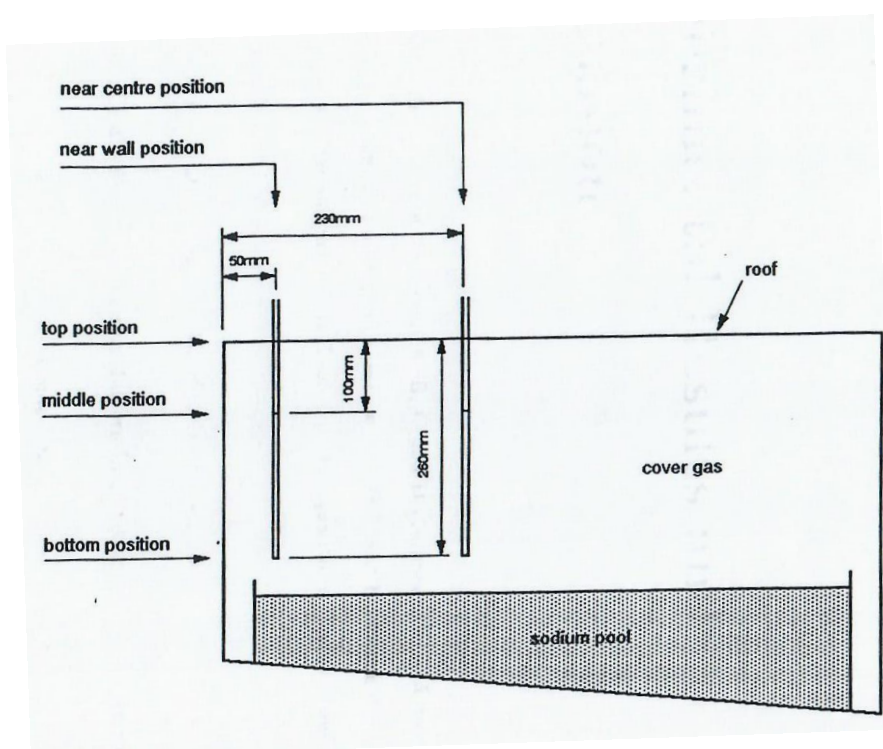 near centre position
near wall position
230mm
50mm
roof
top position
100mm
middle position
260mm
cover gas
bottom position
sodium pool